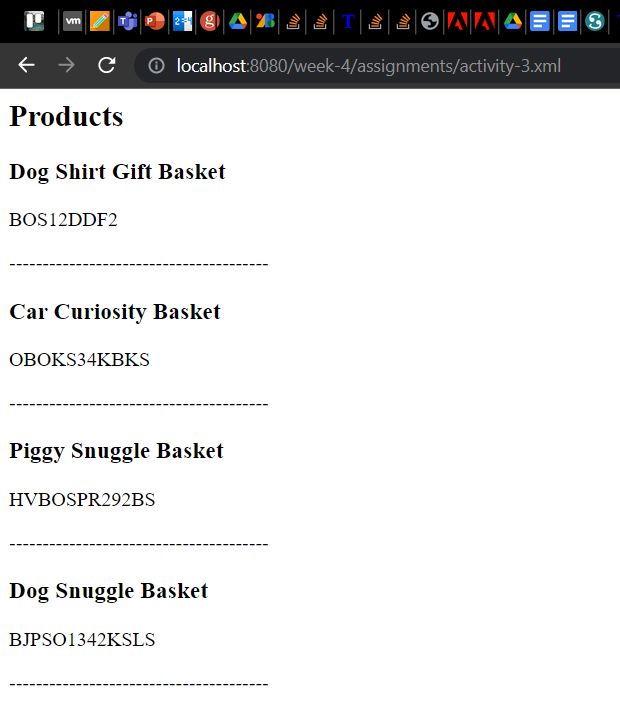 vm
localhost:8080/week-4/assignments/activity-3.xml
Products
Dog Shirt Gift Basket
BOS12DDF2
---------------------------------------
Car Curiosity Basket
OBOKS34KBKS
---------------------------------------
Piggy Snuggle Basket
HVBOSPR292BS
---------------------------------------
Dog Snuggle Basket
BJPSO1342KSLS
---------------------------------------